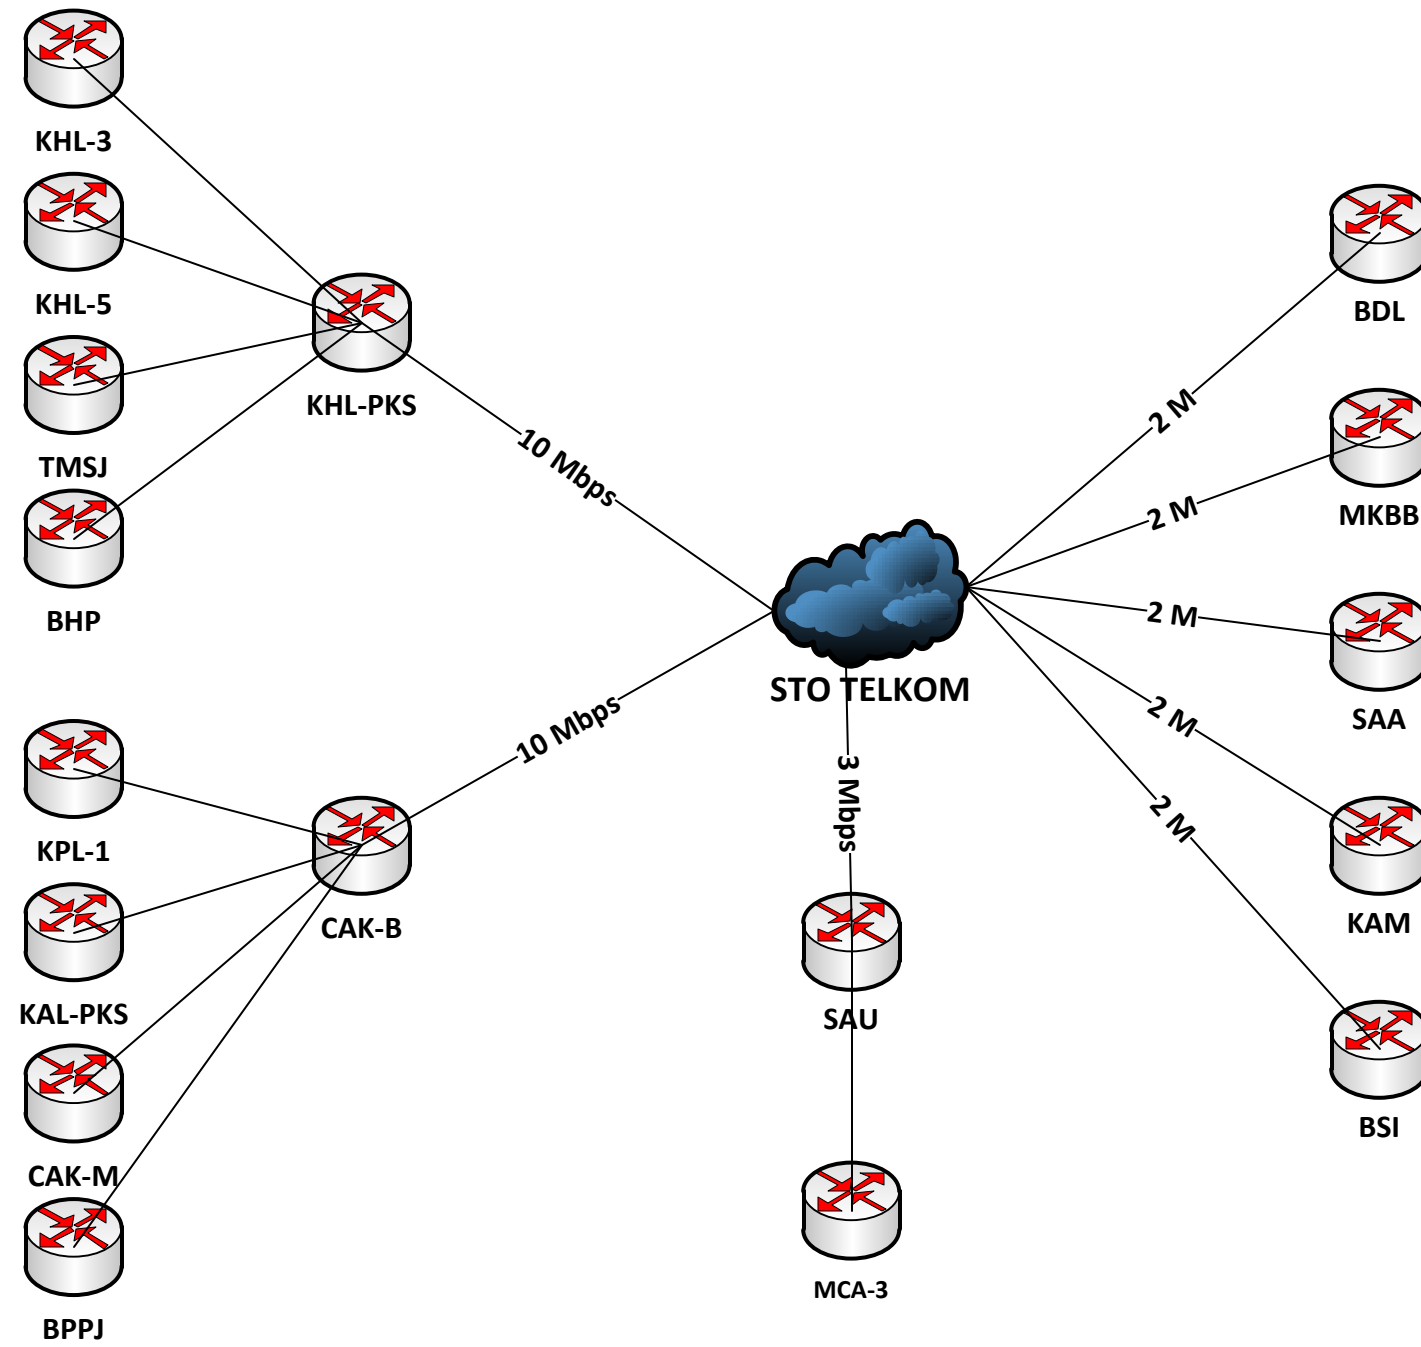 KHL-3
KHL-5
TMSJ
BHP
KHL-PKS
10 Mbps
KPL-1
KAL-PKS
CAK-M
BPPJ
CAK-B
10 Mbps
STO TELKOM
3 Mbps
SAU
MCA-3
2 M
BDL
2 M
MKBB
2 M
SAA
2 M
KAM
2 M
BSI